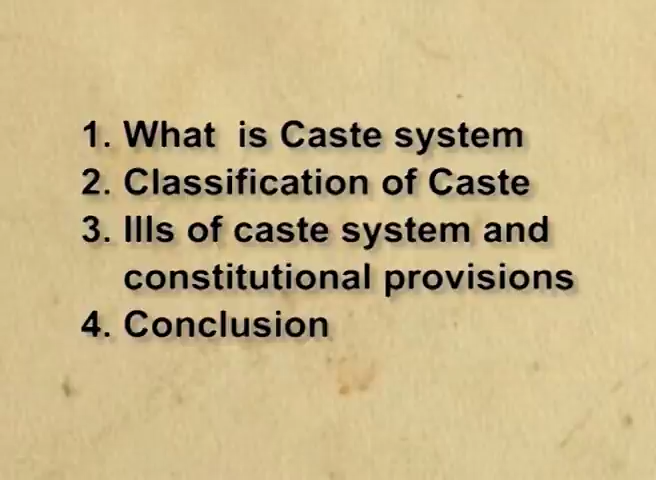 1. What is Caste system
2. Classification of Caste
3. Ills of caste system and
constitutional provisions
4. Conclusion